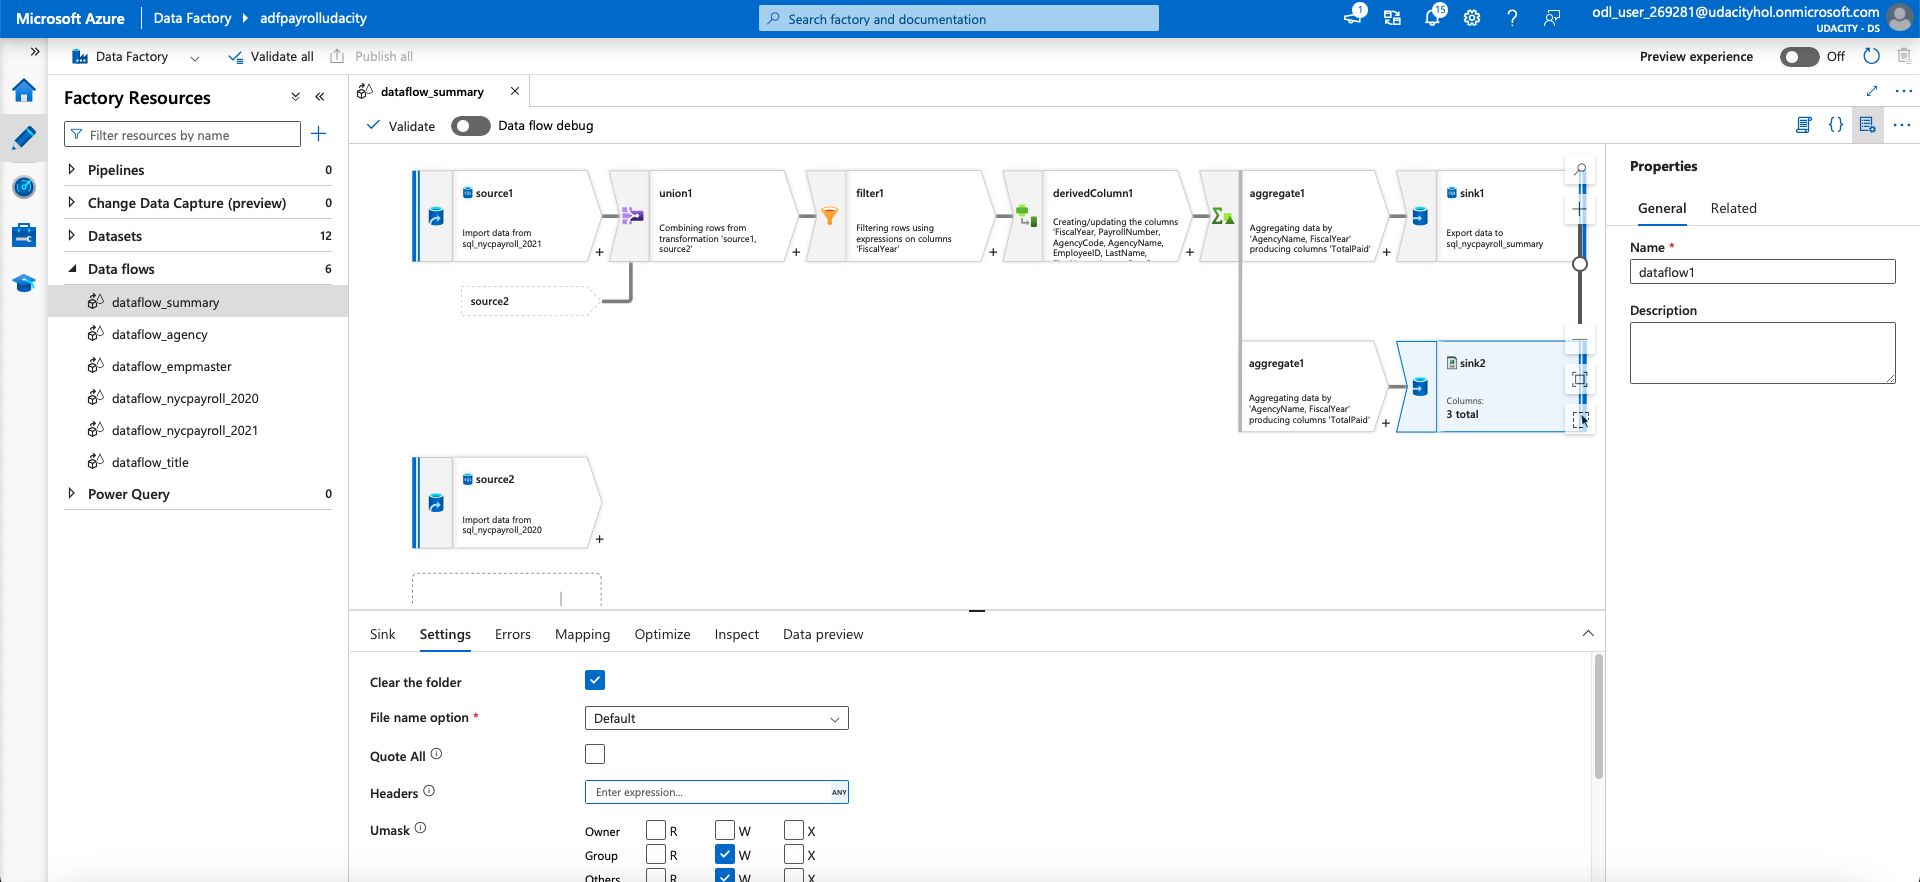 Microsoft Azure
Data Factory
adfpayrolludacity
Search factory and documentation
1
15
odl_user_269281@udacityhol.onmicrosoft.com
UDACITY - DS
Data Factory
Validate all
Publish all
Preview experience
Off
Factory Resources
Filter resources by name
Pipelines 0
Change Data Capture (preview) 0
Datasets 12
Data flows 6
dataflow_summary
dataflow_agency
dataflow_empmaster
dataflow_nycpayroll_2020
dataflow_nycpayroll_2021
dataflow_title
Power Query 0
dataflow_summary
Validate
Data flow debug
source1
Import data from
sql_nycpayroll_2021
union1
Combining rows from
transformation 'source1,
source2'
filter1
Filtering rows using
expressions on columns
'FiscalYear'
derivedColumn1
Creating/updating the columns
'FiscalYear, PayrollNumber,
AgencyCode, AgencyName,
EmployeeID, LastName,
aggregate1
Aggregating data by
'AgencyName, FiscalYear'
producing columns 'TotalPaid'
sink1
Export data to
sql_nycpayroll_summary
source2
aggregate1
Aggregating data by
'AgencyName, FiscalYear'
producing columns 'TotalPaid'
sink2
Columns:
3 total
source2
Import data from
sql_nycpayroll_2020
Sink
Settings
Errors
Mapping
Optimize
Inspect
Data preview
Clear the folder
File name option *
Default
Quote All
Headers
Enter expression...
ANY
Umask
Owner R W X
Group R W X
Others R W X
Properties
General
Related
Name *
dataflow1
Description